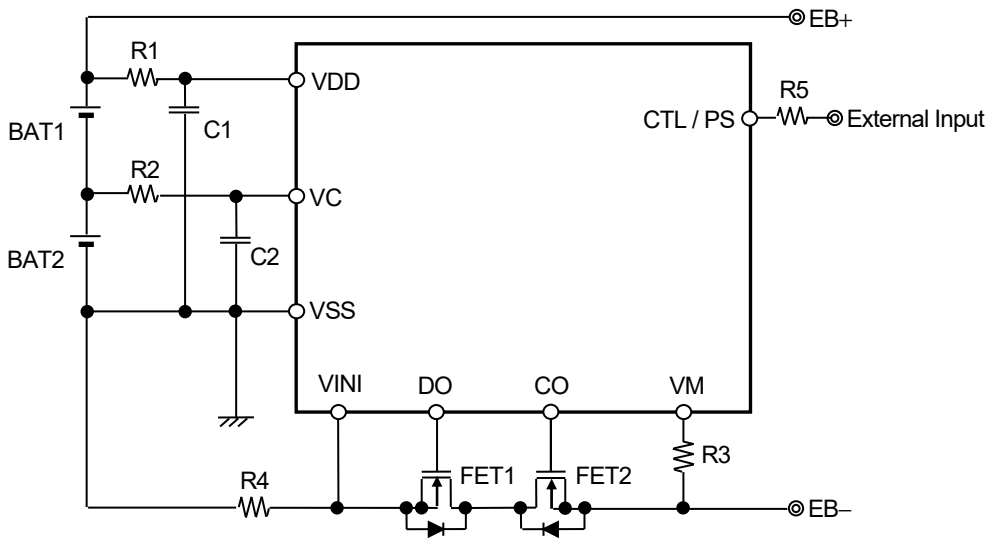 EB+
R1
VDD
R5
BAT1
C1
CTL / PS
External Input
R2
VC
BAT2
C2
VSS
VINI
DO
CO
VM
R3
R4
FET1
FET2
EB−